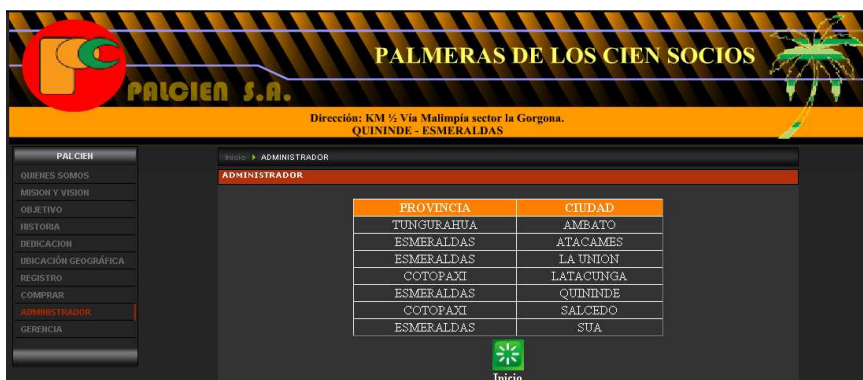 PALMERAS DE LOS CIEN SOCIOS
PALCIEN S.A.
Dirección: KM ½ Vía Malimpía sector la Gorgona.
QUININDE - ESMERALDAS
PALCIEN
QUIENES SOMOS
MISION Y VISION
OBJETIVO
HISTORIA
DEDICACION
UBICACIÓN GEOGRÁFICA
REGISTRO
COMPRAR
ADMINISTRADOR
GERENCIA
Inicio ADMINISTRADOR
ADMINISTRADOR
PROVINCIA CIUDAD
TUNGURAHUA AMBATO
ESMERALDAS ATACAMES
ESMERALDAS LA UNION
COTOPAXI LATACUNGA
ESMERALDAS QUININDE
COTOPAXI SALCEDO
ESMERALDAS SUA
Inicio